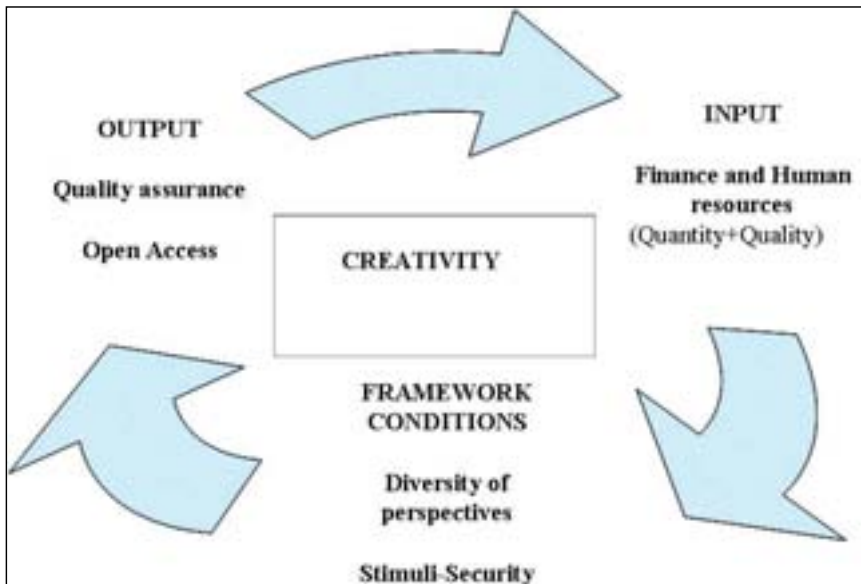 OUTPUT
Quality assurance
Open Access
INPUT
Finance and Human
resources
(Quantity+Quality)
CREATIVITY
FRAMEWORK
CONDITIONS
Diversity of
perspectives
Stimuli-Security